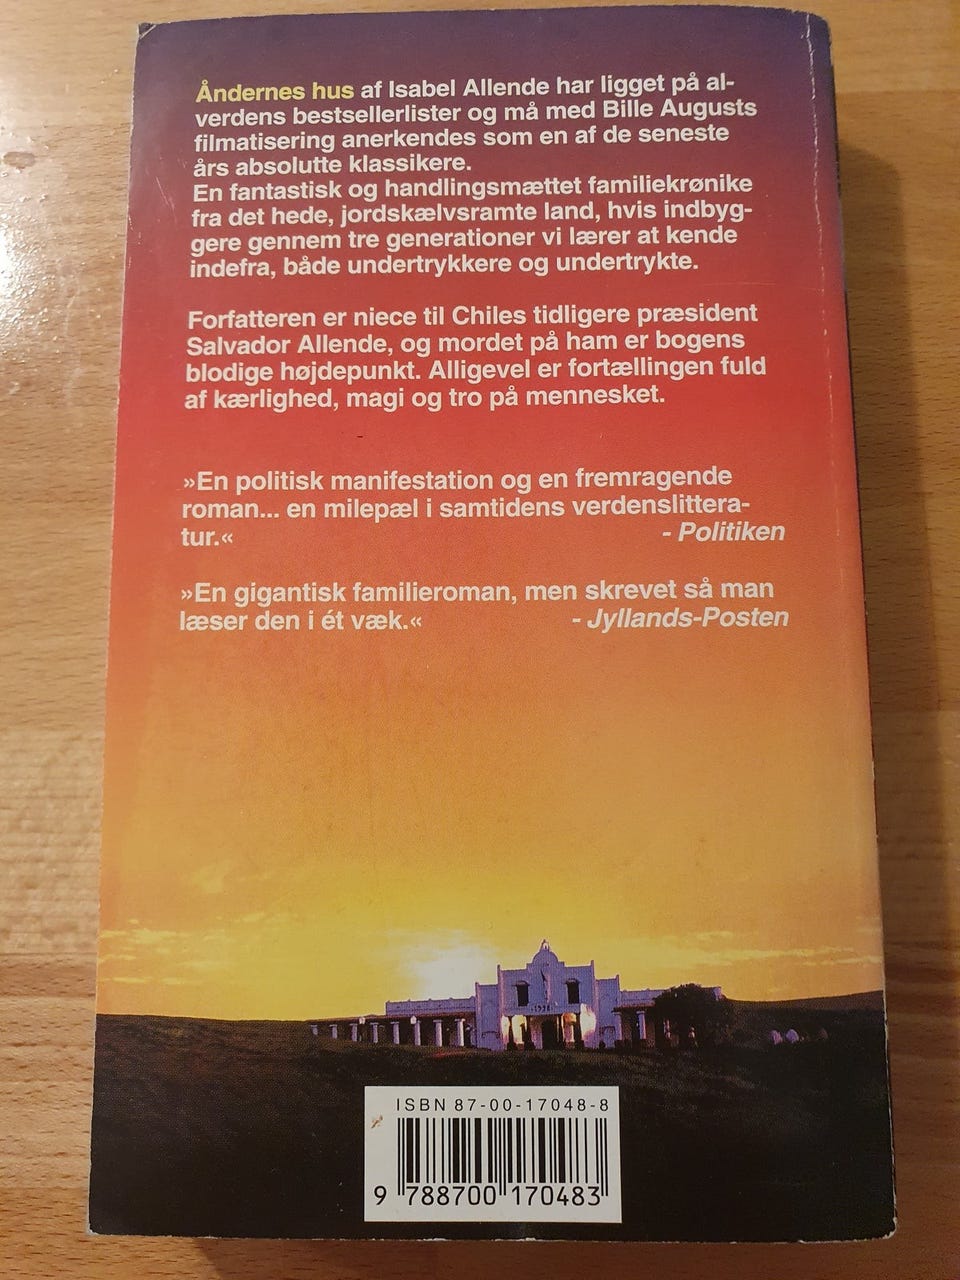 Åndernes hus af Isabel Allende har ligget på al-
verdens bestsellerlister og må med Bille Augusts
filmatisering anerkendes som en af de seneste
års absolutte klassikere.
En fantastisk og handlingsmættet familiekrønike
fra det hede, jordskælvsramte land, hvis indbyg-
gere gennem tre generationer vi lærer at kende
indefra, både undertrykkere og undertrykte.
Forfatteren er niece til Chiles tidligere præsident
Salvador Allende, og mordet på ham er bogens
blodige højdepunkt. Alligevel er fortællingen fuld
af kærlighed, magi og tro på mennesket.
»En politisk manifestation og en fremragende
roman... en milepæl i samtidens verdenslittera-
tur.« - Politiken
»En gigantisk familieroman, men skrevet så man
læser den i ét væk.« - Jyllands-Posten
ISBN 87-00-17048-8
9 788700 170483